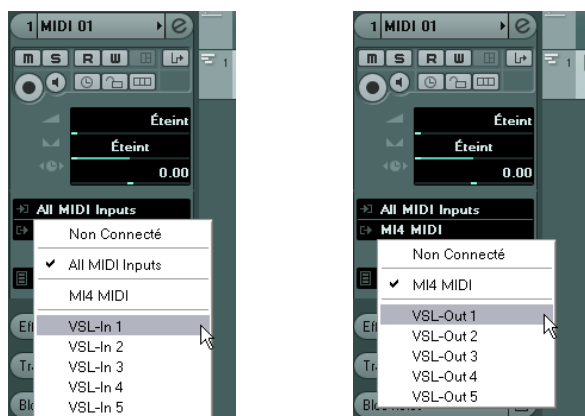 1 MIDI 01 e
m S R W
Éteint
Éteint
0.00
All MIDI Inputs
Non Connecté
✔ All MIDI Inputs
MI4 MIDI
VSL-In 1
VSL-In 2
VSL-In 3
VSL-In 4
VSL-In 5
1 MIDI 01 e
m S R W
1
Éteint
Éteint
0.00
All MIDI Inputs
MI4 MIDI
Non Connecté
✔ MI4 MIDI
VSL-Out 1
VSL-Out 2
VSL-Out 3
VSL-Out 4
VSL-Out 5
1